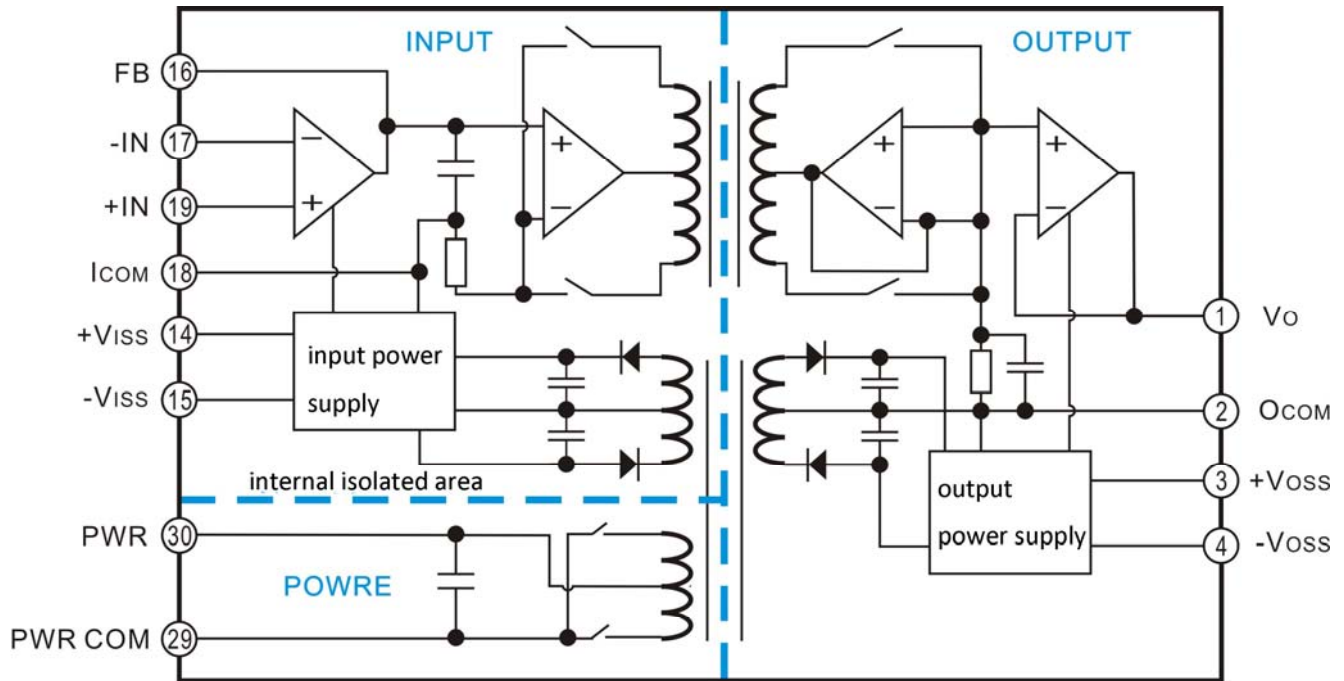 INPUT
OUTPUT
FB 16
-IN 17
+IN 19
ICOM 18
+VISS 14
-VISS 15
input power
supply
internal isolated area
PWR 30
POWRE
PWR COM 29
− +
+ −
+ −
+ −
1 VO
2 OCOM
3 +VOSS
4 -VOSS
output
power supply